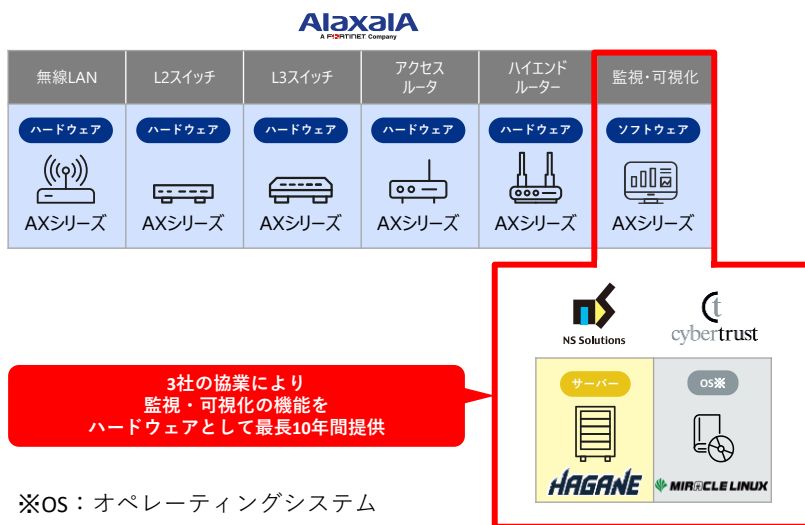 AlaxalA
A FORTINET Company
無線LAN
L2スイッチ
L3スイッチ
アクセス
ルータ
ハイエンド
ルーター
監視・可視化
ハードウェア
ハードウェア
ハードウェア
ハードウェア
ハードウェア
ソフトウェア
AXシリーズ
AXシリーズ
AXシリーズ
AXシリーズ
AXシリーズ
AXシリーズ
NS Solutions
cybertrust
サーバー
OS※
HAGANE
MIRACLE LINUX
3社の協業により
監視・可視化の機能を
ハードウェアとして最長10年間提供
※OS：オペレーティングシステム